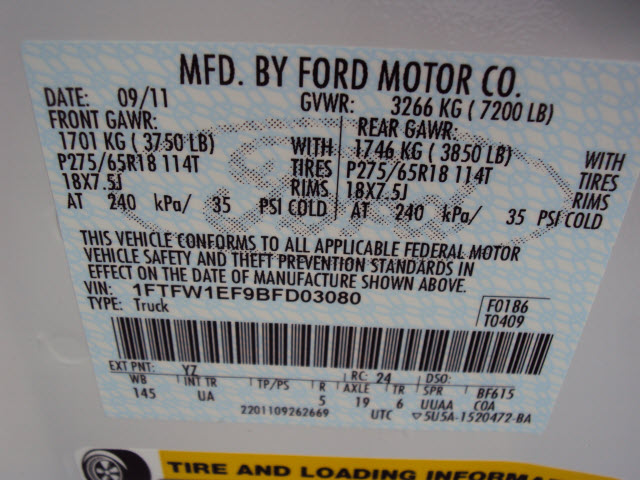 MFD. BY FORD MOTOR CO.
DATE: 09/11 GVWR: 3266 KG ( 7200 LB)
FRONT GAWR: REAR GAWR:
1701 KG ( 3750 LB) WITH 1746 KG ( 3850 LB) WITH
P275/65R18 114T TIRES P275/65R18 114T TIRES
18X7.5J RIMS 18X7.5J RIMS
AT 240 kPa/ 35 PSI COLD AT 240 kPa/ 35 PSI COLD
THIS VEHICLE CONFORMS TO ALL APPLICABLE FEDERAL MOTOR
VEHICLE SAFETY AND THEFT PREVENTION STANDARDS IN
EFFECT ON THE DATE OF MANUFACTURE SHOWN ABOVE.
VIN: 1FTFW1EF9BFD03080
TYPE: Truck F0186
T0409
EXT PNT: YZ RC: 24 DSO:
WB INT TR TP/PS R AXLE TR SPR BF615
145 UA 5 19 6 UUAA COA
2201109262669 UTC ▽5U5A-1520472-BA
TIRE AND LOADING INFORMA